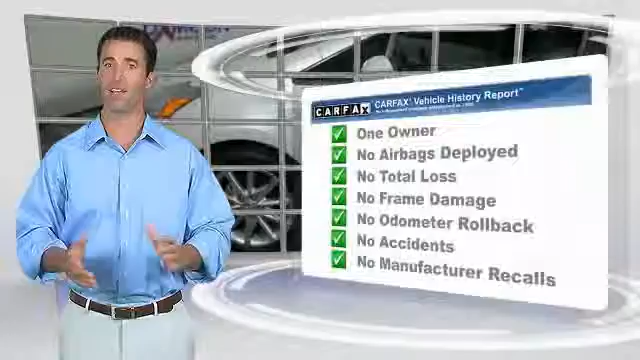 CARFAX CARFAX Vehicle History Report™
One Owner
No Airbags Deployed
No Total Loss
No Frame Damage
No Odometer Rollback
No Accidents
No Manufacturer Recalls